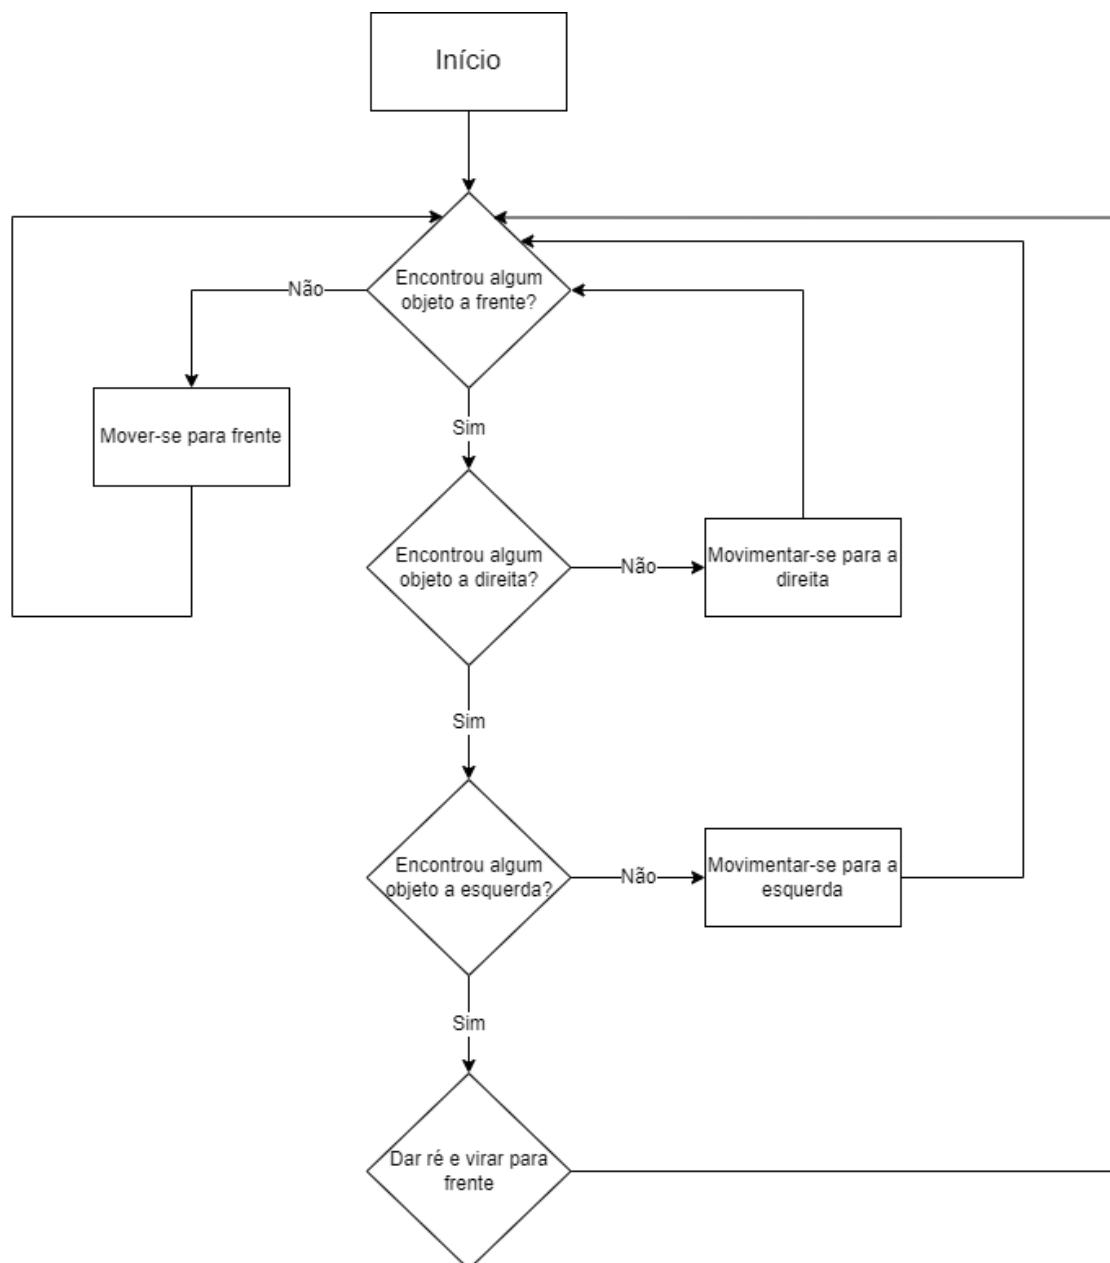 Início
Encontrou algum
objeto a frente?
Não
Mover-se para frente
Sim
Encontrou algum
objeto a direita?
Não
Movimentar-se para a
direita
Sim
Encontrou algum
objeto a esquerda?
Não
Movimentar-se para a
esquerda
Sim
Dar ré e virar para
frente